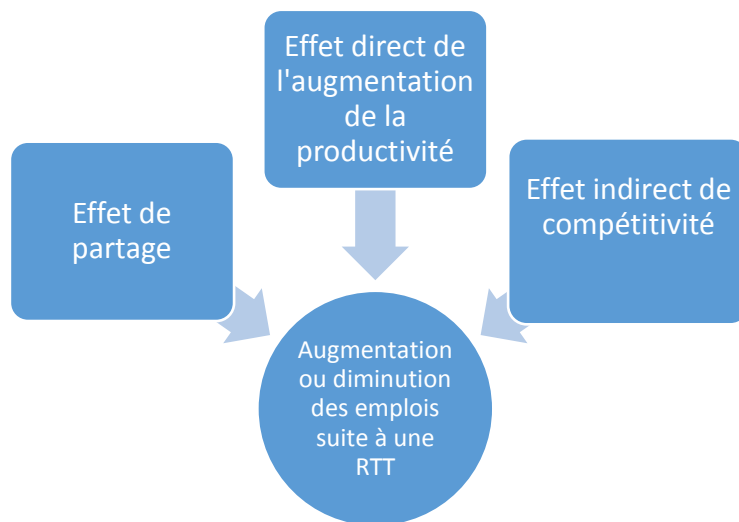 Effet direct de
l'augmentation
de la
productivité
Effet de
partage
Effet indirect de
compétitivité
Augmentation
ou diminution
des emplois
suite à une
RTT